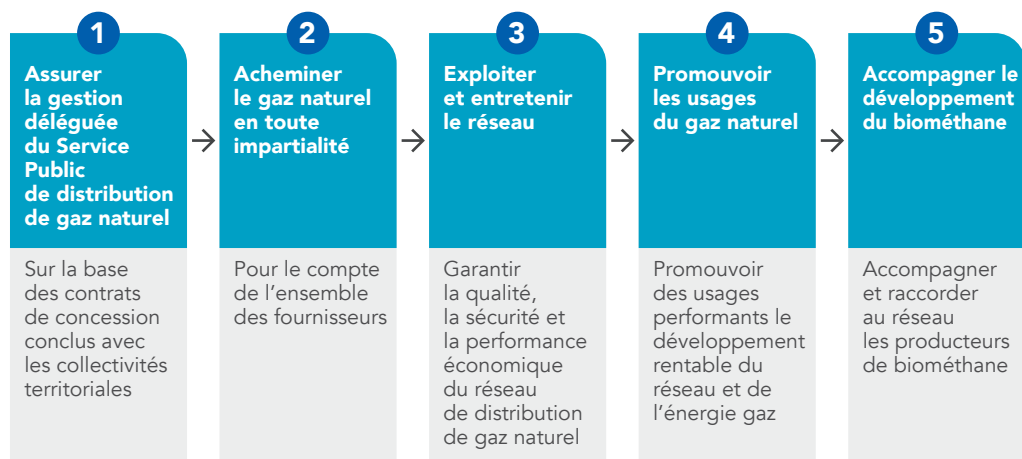 1
Assurer
la gestion
déléguée
du Service
Public
de distribution
de gaz naturel
Sur la base
des contrats
de concession
conclus avec
les collectivités
territoriales
2
Acheminer
le gaz naturel
en toute
impartialité
Pour le compte
de l’ensemble
des fournisseurs
3
Exploiter
et entretenir
le réseau
Garantir
la qualité,
la sécurité et
la performance
économique
du réseau
de distribution
de gaz naturel
4
Promouvoir
les usages
du gaz naturel
Promouvoir
des usages
performants le
développement
rentable du
réseau et de
l’énergie gaz
5
Accompagner le
développement
du biométhane
Accompagner
et raccorder
au réseau
les producteurs
de biométhane